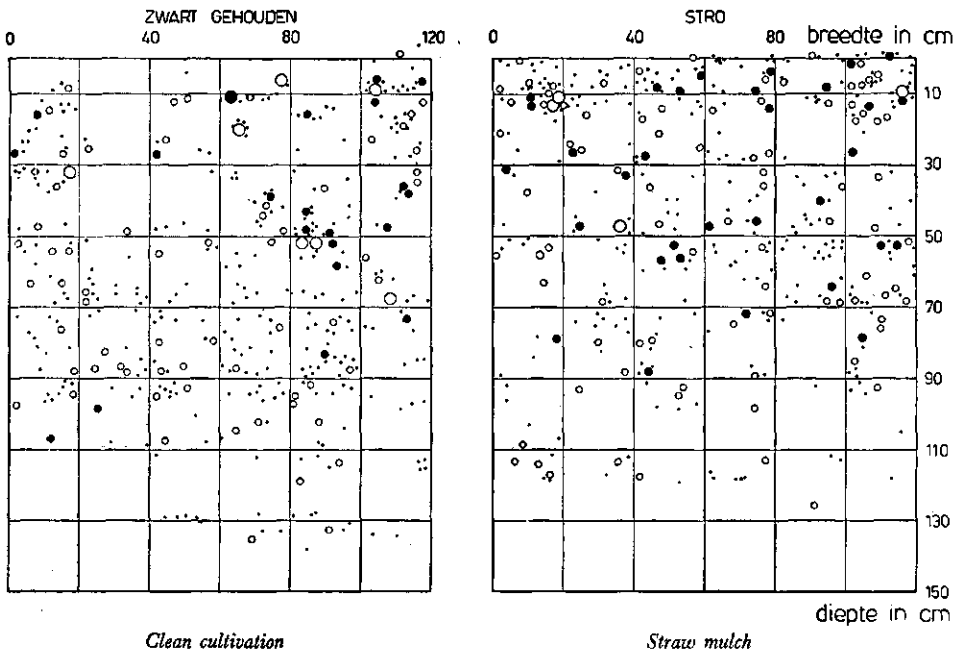 ZWART GEHOUDEN
0 40 80 120
STRO
0 40 80 breedte in cm
10
30
50
70
90
110
130
150
diepte in cm
Clean cultivation
Straw mulch